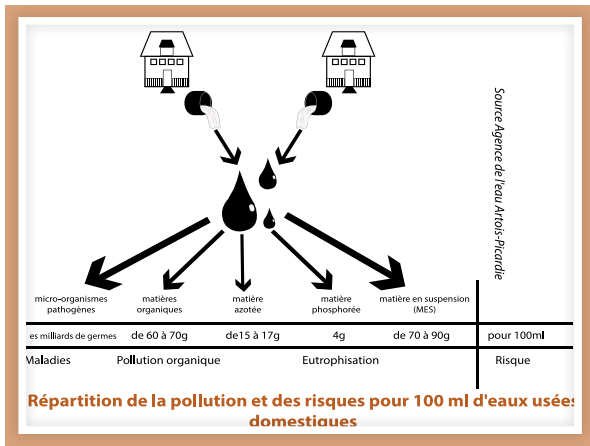 Source Agence de l'eau Artois-Picardie
micro-organismes pathogènes
matières organiques
matière azotée
matière phosphorée
matière en suspension (MES)
es milliards de germes de 60 à 70g de15 à 17g 4g de 70 à 90g pour 100ml
Maladies Pollution organique Eutrophisation Risque
Répartition de la pollution et des risques pour 100 ml d'eaux usées
domestiques